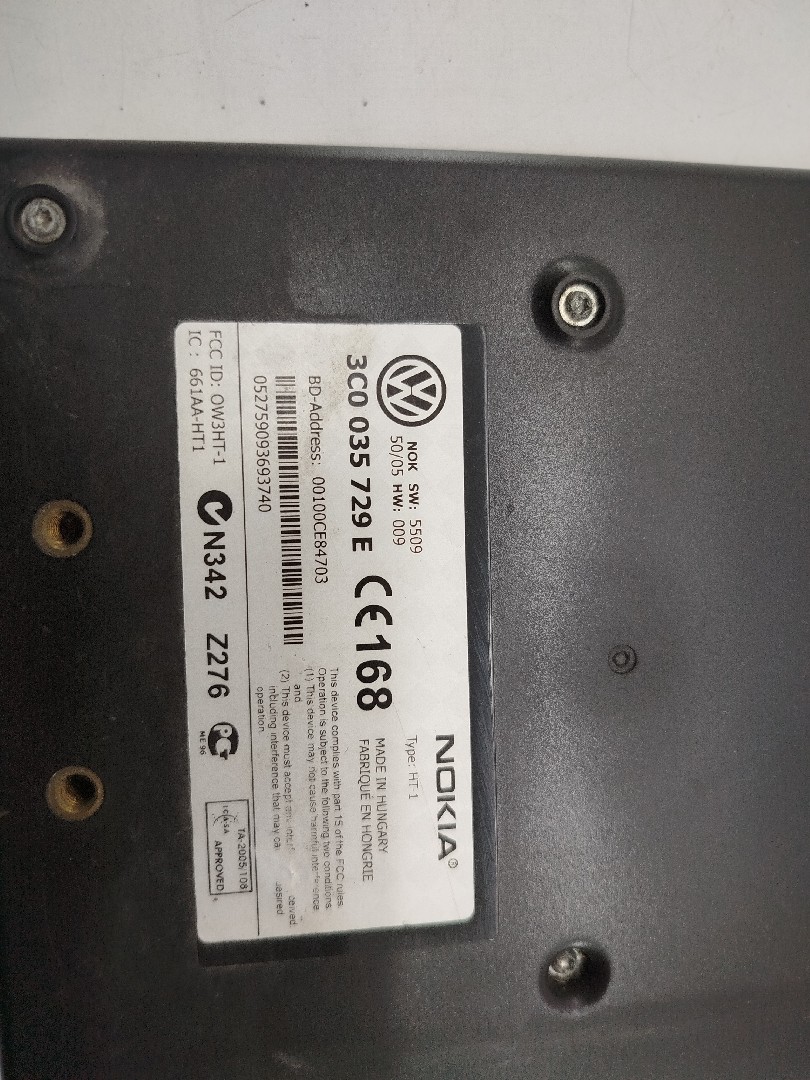 NOKIA®
NOK SW: 5509
50/05 HW: 009
Type: HT-1
3C0 035 729 E CE168
MADE IN HUNGARY
FABRIQUÉ EN HONGRIE
BD-Address: 00100CE84703
052759093693740
This device complies with part 15 of the FCC rules.
Operation is subject to the following two conditions:
(1) This device may not cause harmful interference
and
(2) This device must accept any
including interference that may
operation
FCC ID: OW3HT-1
IC: 661AA-HT1
N342 Z276
ME 96
ICASA
TA-2005/108
APPROVED